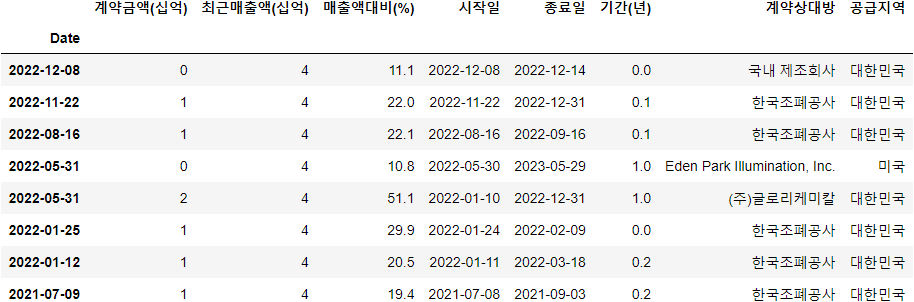 계약금액(십억) 최근매출액(십억) 매출액대비(%) 시작일 종료일 기간(년) 계약상대방 공급지역
Date
2022-12-08 0 4 11.1 2022-12-08 2022-12-14 0.0 국내 제조회사 대한민국
2022-11-22 1 4 22.0 2022-11-22 2022-12-31 0.1 한국조폐공사 대한민국
2022-08-16 1 4 22.1 2022-08-16 2022-09-16 0.1 한국조폐공사 대한민국
2022-05-31 0 4 10.8 2022-05-30 2023-05-29 1.0 Eden Park Illumination, Inc. 미국
2022-05-31 2 4 51.1 2022-01-10 2022-12-31 1.0 (주)글로리케미칼 대한민국
2022-01-25 1 4 29.9 2022-01-24 2022-02-09 0.0 한국조폐공사 대한민국
2022-01-12 1 4 20.5 2022-01-11 2022-03-18 0.2 한국조폐공사 대한민국
2021-07-09 1 4 19.4 2021-07-08 2021-09-03 0.2 한국조폐공사 대한민국